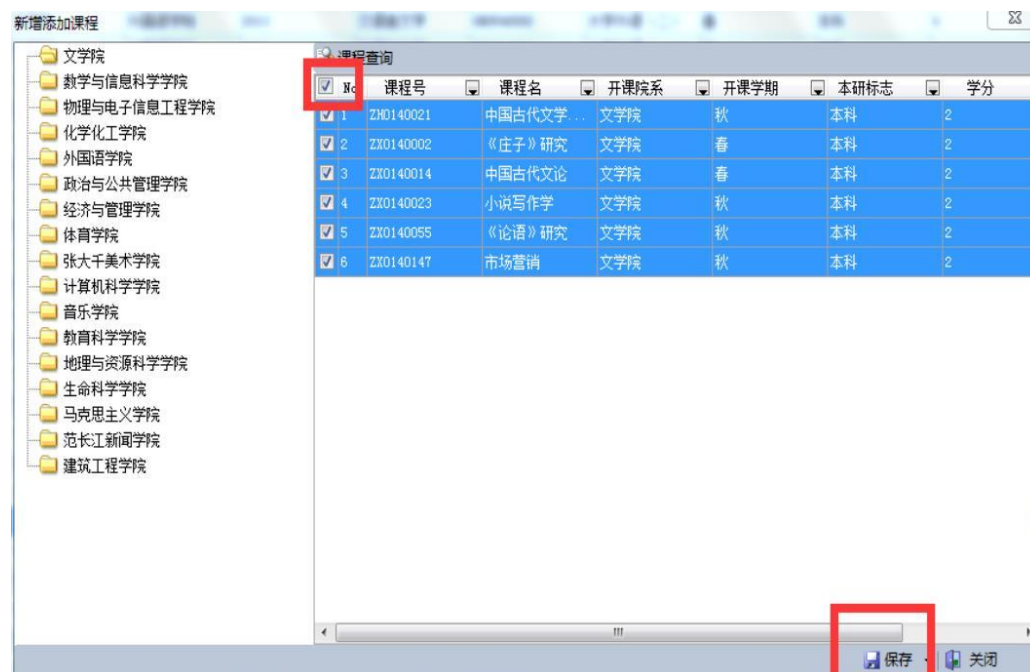 新增添加课程
文学院
数学与信息科学学院
物理与电子信息工程学院
化学化工学院
外国语学院
政治与公共管理学院
经济与管理学院
体育学院
张大千美术学院
计算机科学学院
音乐学院
教育科学学院
地理与资源科学学院
生命科学学院
马克思主义学院
范长江新闻学院
建筑工程学院
课程查询
No 课程号 课程名 开课院系 开课学期 本研标志 学分
1 ZH0140021 中国古代文学... 文学院 秋 本科 2
2 ZX0140002 《庄子》研究 文学院 春 本科 2
3 ZX0140014 中国古代文论 文学院 春 本科 2
4 ZX0140023 小说写作学 文学院 秋 本科 2
5 ZX0140055 《论语》研究 文学院 秋 本科 2
6 ZX0140147 市场营销 文学院 秋 本科 2
保存 关闭